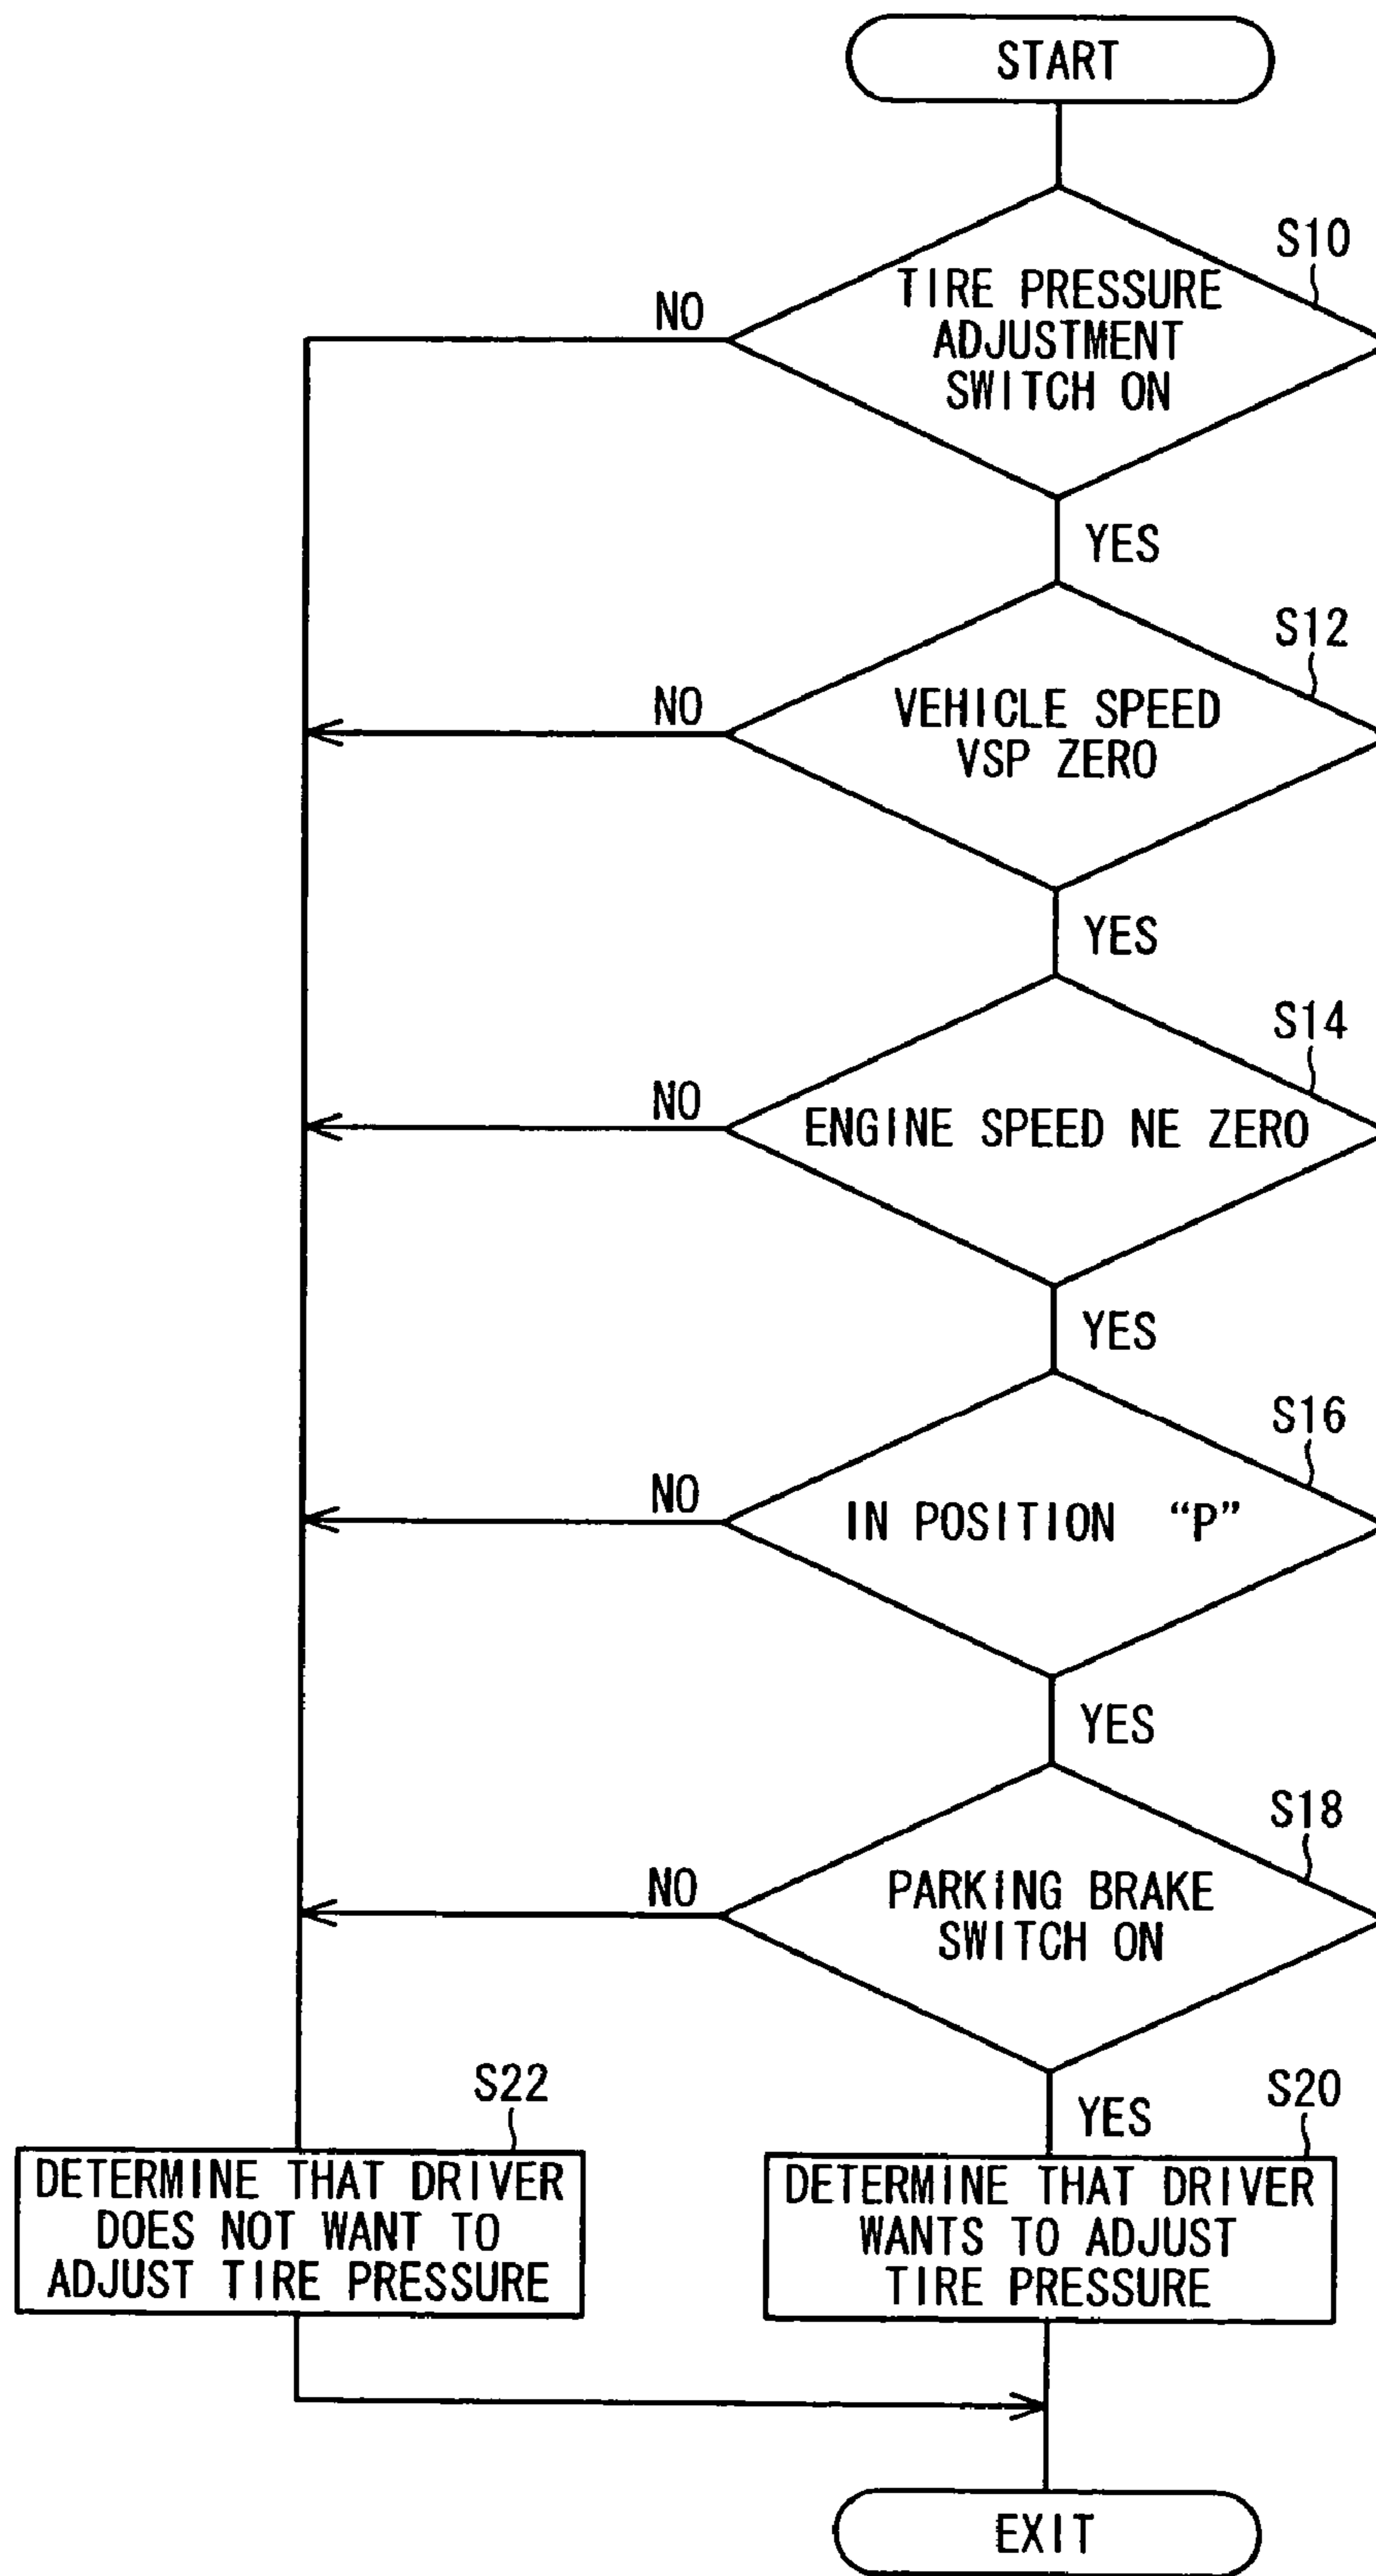 START
S10
TIRE PRESSURE
ADJUSTMENT
SWITCH ON
NO
YES
S12
VEHICLE SPEED
VSP ZERO
NO
YES
S14
ENGINE SPEED NE ZERO
NO
YES
S16
IN POSITION “P”
NO
YES
S18
PARKING BRAKE
SWITCH ON
NO
YES
S22
DETERMINE THAT DRIVER
DOES NOT WANT TO
ADJUST TIRE PRESSURE
S20
DETERMINE THAT DRIVER
WANTS TO ADJUST
TIRE PRESSURE
EXIT